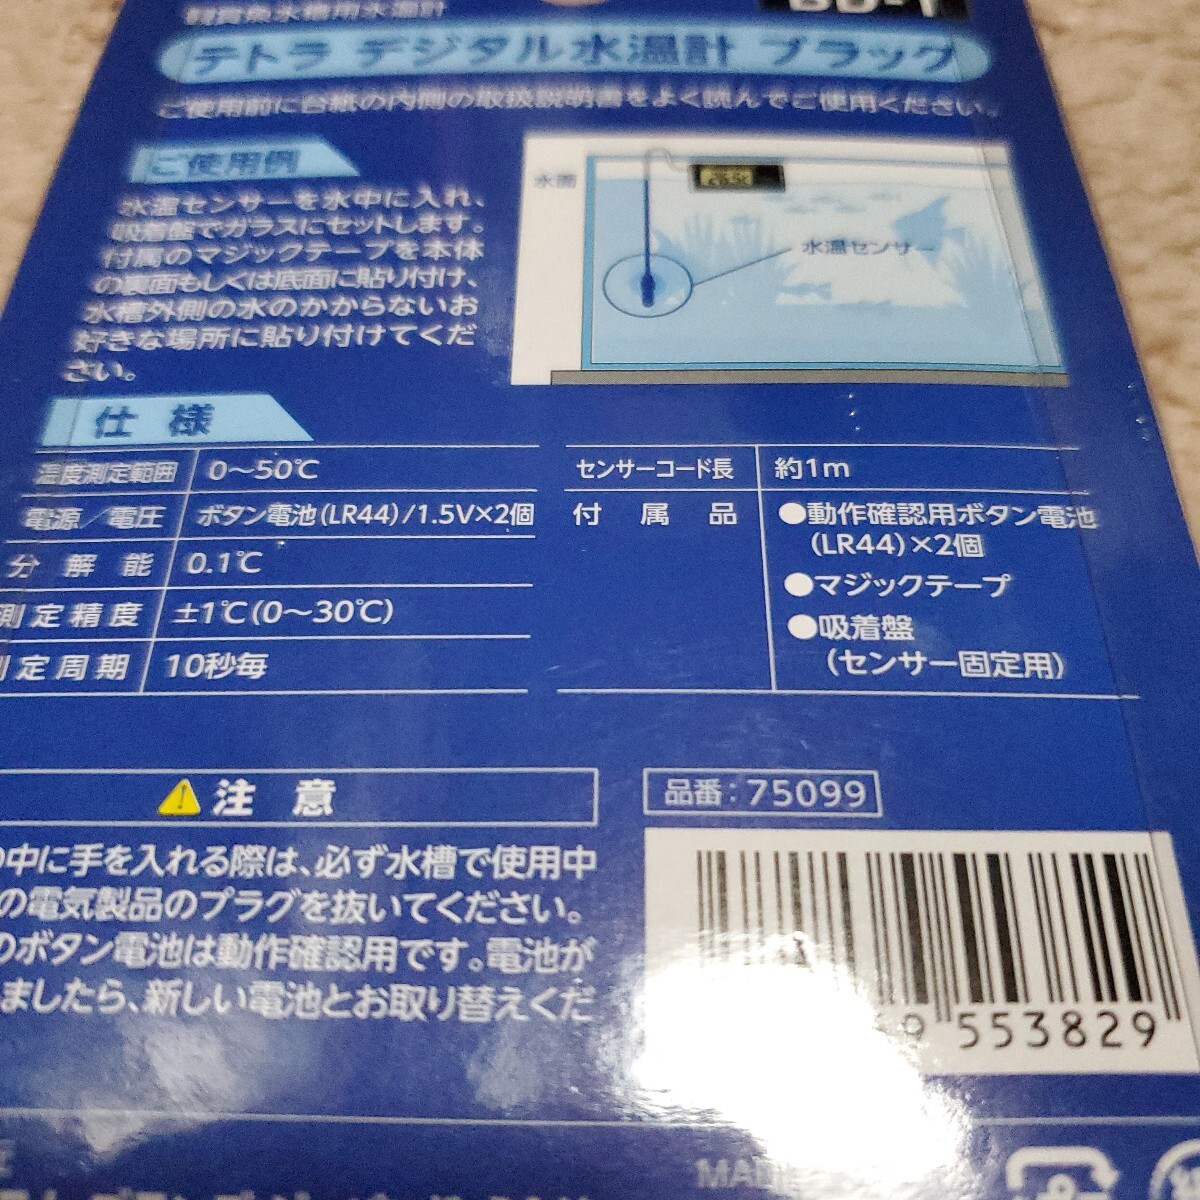 観賞魚水槽用水温計
BD-1
テトラ デジタル水温計 ブラック
ご使用前に台紙の内側の取扱説明書をよく読んでご使用ください。
ご使用例
水温センサーを水中に入れ、
吸着盤でガラスにセットします。
付属のマジックテープを本体
の裏面もしくは底面に貼り付け、
水槽外側の水のかからないお
好きな場所に貼り付けてくだ
さい。
水面
水温センサー
仕 様
温度測定範囲 0～50℃
電源／電圧 ボタン電池(LR44)/1.5V×2個
分 解 能 0.1℃
測定精度 ±1℃(0～30℃)
定周期 10秒毎
センサーコード長 約1m
付 属 品 ●動作確認用ボタン電池
(LR44)×2個
●マジックテープ
●吸着盤
(センサー固定用)
注 意
の中に手を入れる際は、必ず水槽で使用中
の電気製品のプラグを抜いてください。
のボタン電池は動作確認用です。電池が
ましたら、新しい電池とお取り替えくだ
品番:75099
9 553829